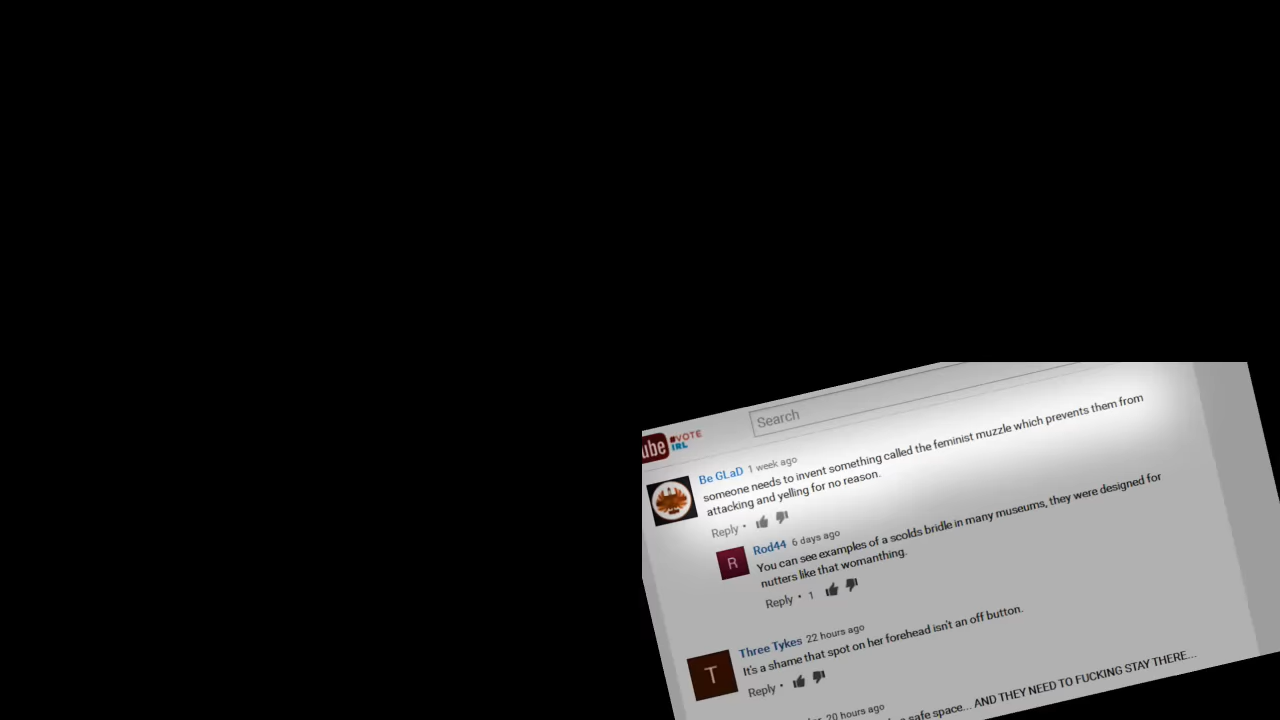 ube
VOTE
IRL
Search
Be GLaD 1 week ago
someone needs to invent something called the feminist muzzle which prevents them from
attacking and yelling for no reason.
Reply •
R
Rod44 6 days ago
You can see examples of a scolds bridle in many museums, they were designed for
nutters like that womanthing.
Reply • 1
T
Three Tykes 22 hours ago
It's a shame that spot on her forehead isn't an off button.
Reply •
20 hours ago
safe space... AND THEY NEED TO FUCKING STAY THERE...